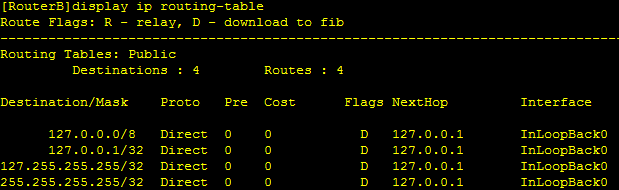 [RouterB]display ip routing-table
Route Flags: R - relay, D - download to fib
------------------------------------------------------------------------------
Routing Tables: Public
Destinations : 4 Routes : 4
Destination/Mask Proto Pre Cost Flags NextHop Interface
127.0.0.0/8 Direct 0 0 D 127.0.0.1 InLoopBack0
127.0.0.1/32 Direct 0 0 D 127.0.0.1 InLoopBack0
127.255.255.255/32 Direct 0 0 D 127.0.0.1 InLoopBack0
255.255.255.255/32 Direct 0 0 D 127.0.0.1 InLoopBack0